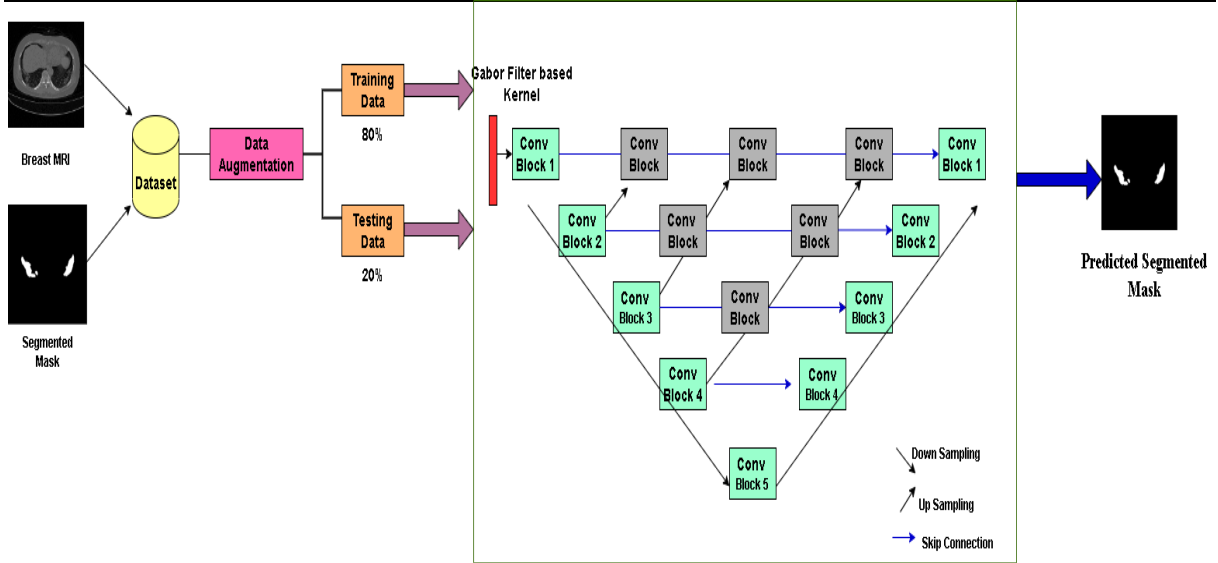 Breast MRI
Segmented
Mask
Dataset
Data
Augmentation
Training
Data
80%
Testing
Data
20%
Gabor Filter based
Kernel
Conv
Block 1
Conv
Block
Conv
Block
Conv
Block
Conv
Block 1
Conv
Block 2
Conv
Block
Conv
Block
Conv
Block 2
Conv
Block 3
Conv
Block
Conv
Block 3
Conv
Block 4
Conv
Block 4
Conv
Block 5
Down Sampling
Up Sampling
Skip Connection
Predicted Segmented
Mask